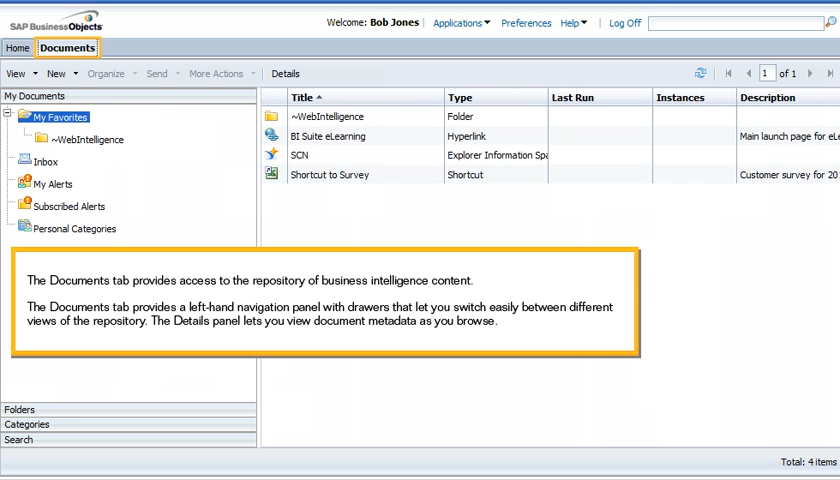 SAP BusinessObjects
Welcome: Bob Jones Applications Preferences Help Log Off
Home Documents
View New Organize Send More Actions Details 1 of 1
My Documents
Title Type Last Run Instances Description
My Favorites
~WebIntelligence Folder
BI Suite eLearning Hyperlink Main launch page for eLe
~WebIntelligence
SCN Explorer Information Spa
Inbox
Shortcut to Survey Shortcut Customer survey for 20
My Alerts
Subscribed Alerts
Personal Categories
The Documents tab provides access to the repository of business intelligence content.
The Documents tab provides a left-hand navigation panel with drawers that let you switch easily between different
views of the repository. The Details panel lets you view document metadata as you browse.
Folders
Categories
Search
Total: 4 items